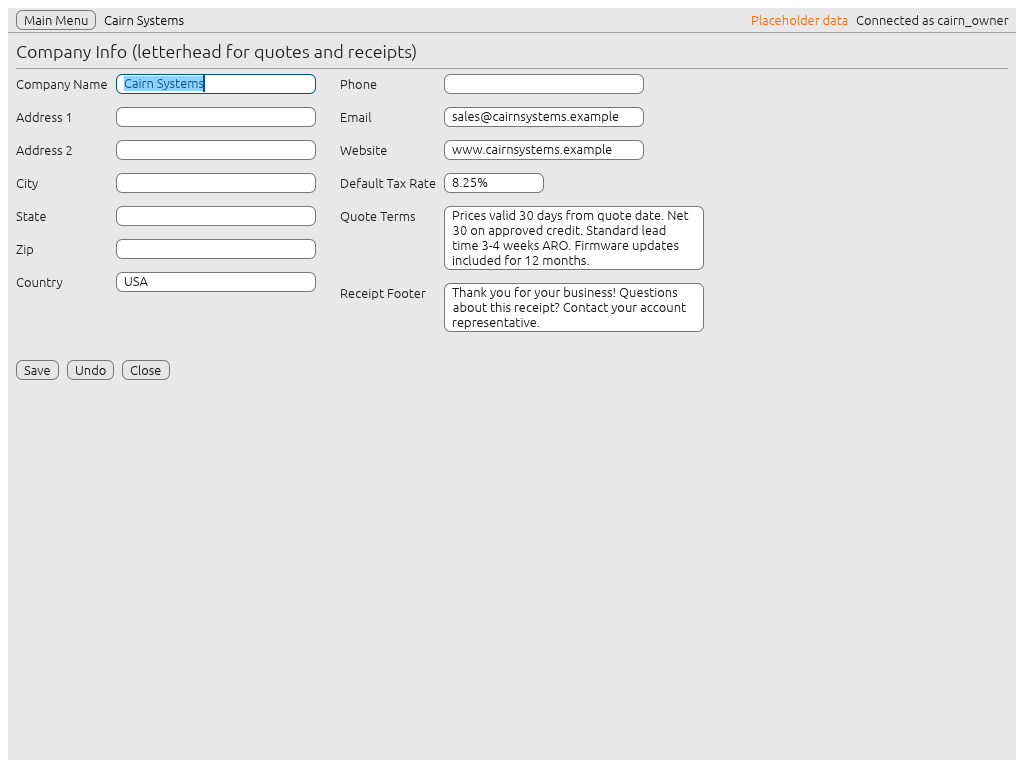 Main Menu Cairn Systems Placeholder data Connected as cairn_owner
Company Info (letterhead for quotes and receipts)
Company Name Cairn Systems
Address 1
Address 2
City
State
Zip
Country USA
Phone
Email sales@cairnsystems.example
Website www.cairnsystems.example
Default Tax Rate 8.25%
Quote Terms Prices valid 30 days from quote date. Net
30 on approved credit. Standard lead
time 3-4 weeks ARO. Firmware updates
included for 12 months.
Receipt Footer Thank you for your business! Questions
about this receipt? Contact your account
representative.
Save Undo Close